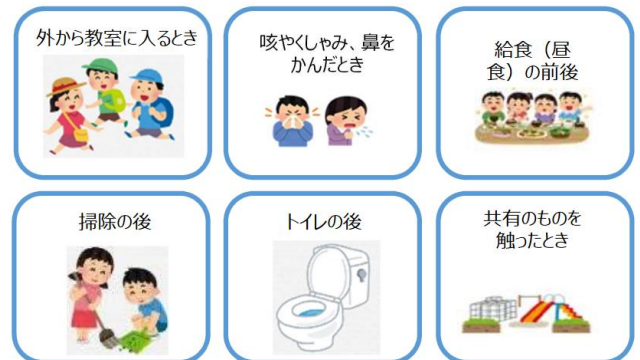 外から教室に入るとき
咳やくしゃみ、鼻を
かんだとき
給食（昼
食）の前後
掃除の後
トイレの後
共有のものを
触ったとき